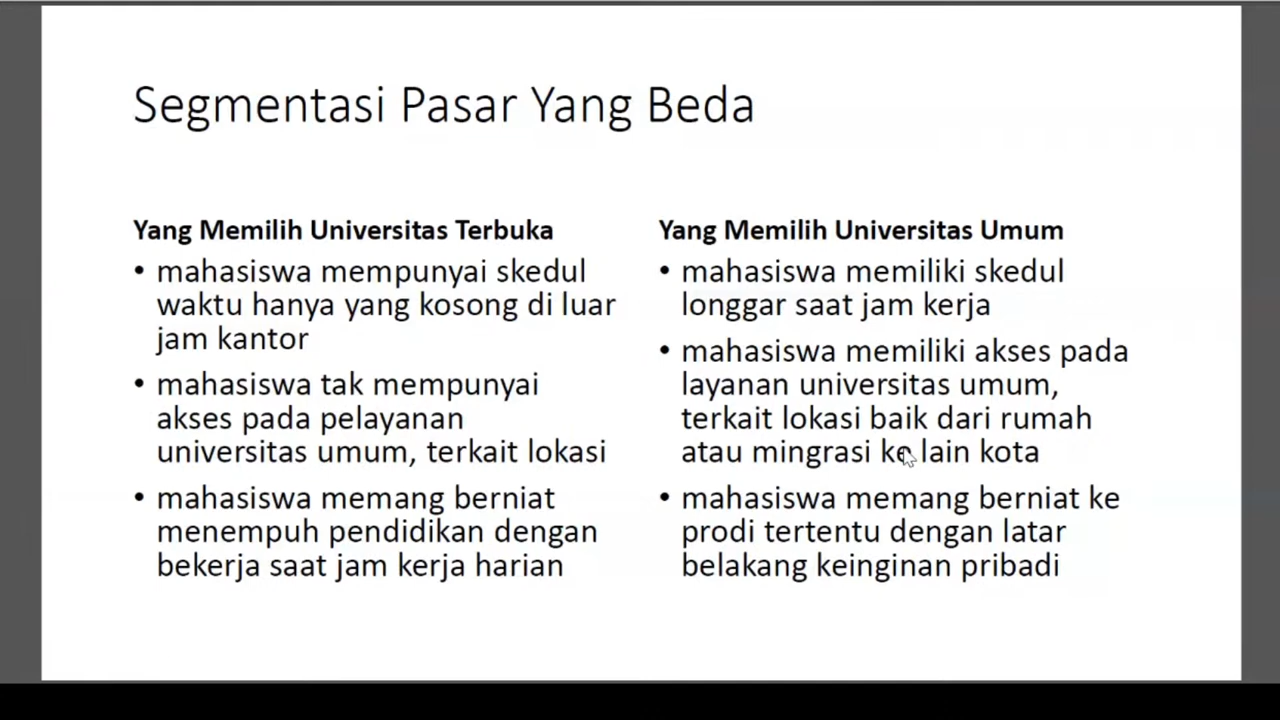 Segmentasi Pasar Yang Beda
Yang Memilih Universitas Terbuka
• mahasiswa mempunyai skedul
waktu hanya yang kosong di luar
jam kantor
• mahasiswa tak mempunyai
akses pada pelayanan
universitas umum, terkait lokasi
• mahasiswa memang berniat
menempuh pendidikan dengan
bekerja saat jam kerja harian
Yang Memilih Universitas Umum
• mahasiswa memiliki skedul
longgar saat jam kerja
• mahasiswa memiliki akses pada
layanan universitas umum,
terkait lokasi baik dari rumah
atau mingrasi ke lain kota
• mahasiswa memang berniat ke
prodi tertentu dengan latar
belakang keinginan pribadi